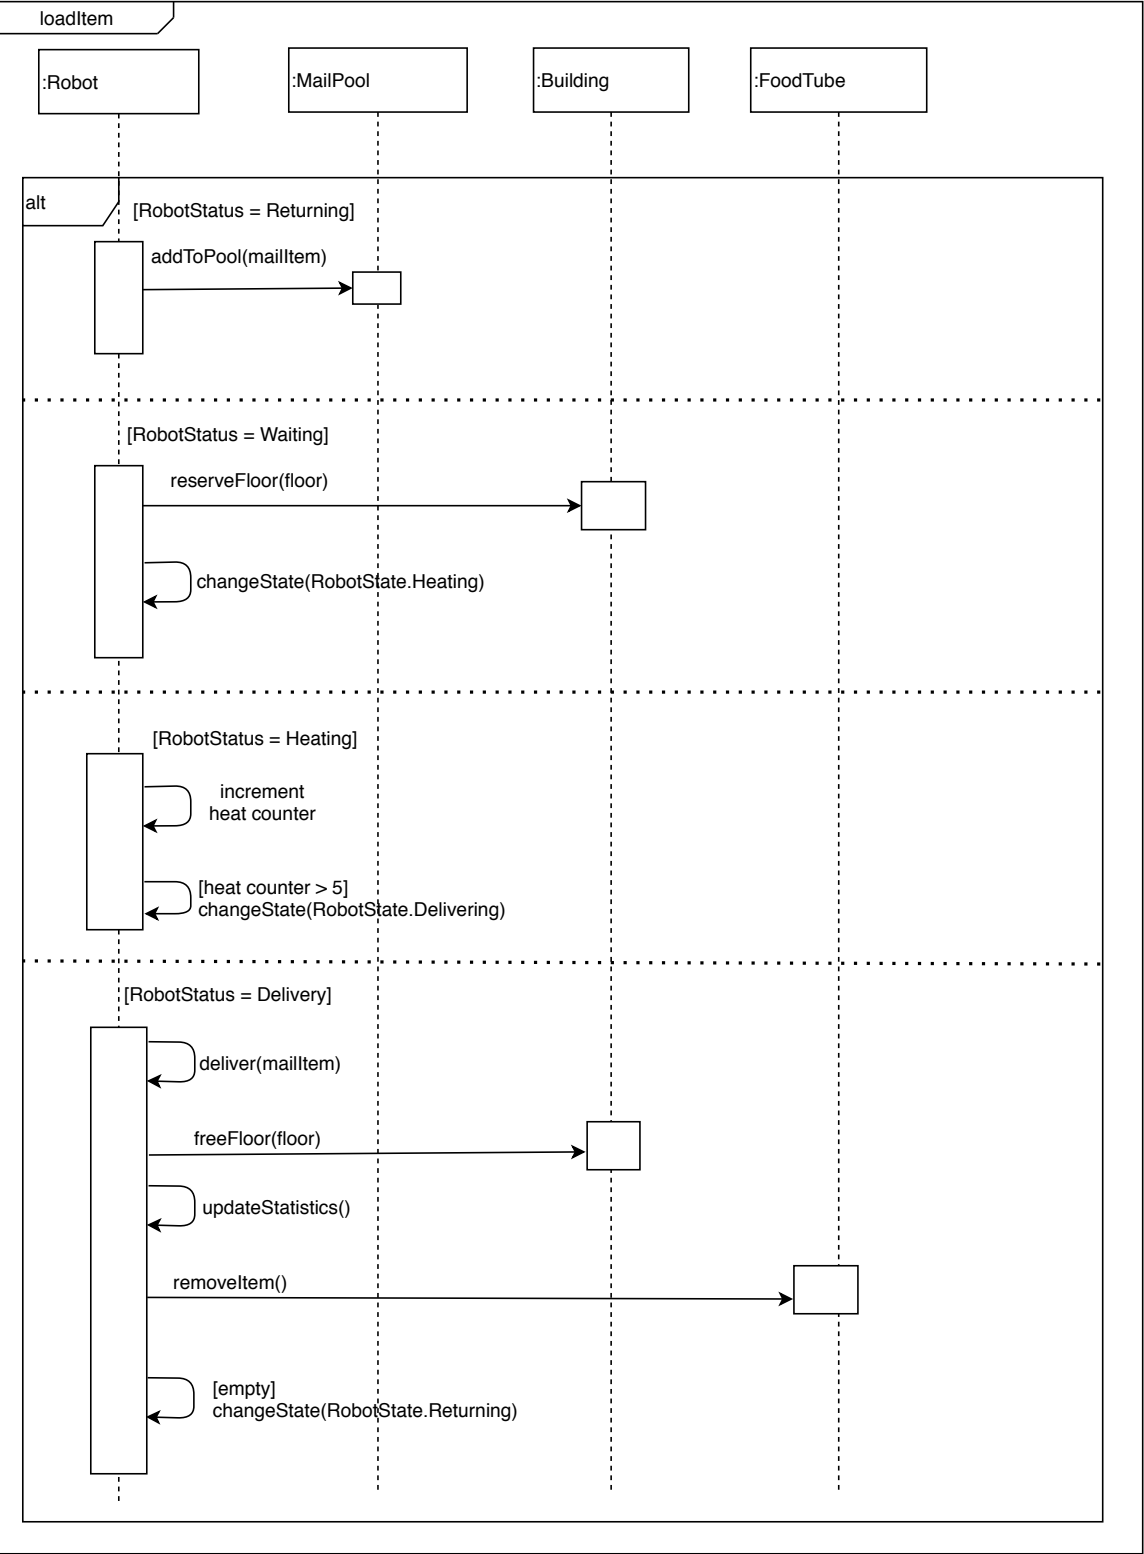 loadItem
:Robot
:MailPool
:Building
:FoodTube
alt
[RobotStatus = Returning]
addToPool(mailItem)
[RobotStatus = Waiting]
reserveFloor(floor)
changeState(RobotState.Heating)
[RobotStatus = Heating]
increment
heat counter
[heat counter > 5]
changeState(RobotState.Delivering)
[RobotStatus = Delivery]
deliver(mailItem)
freeFloor(floor)
updateStatistics()
removeItem()
[empty]
changeState(RobotState.Returning)